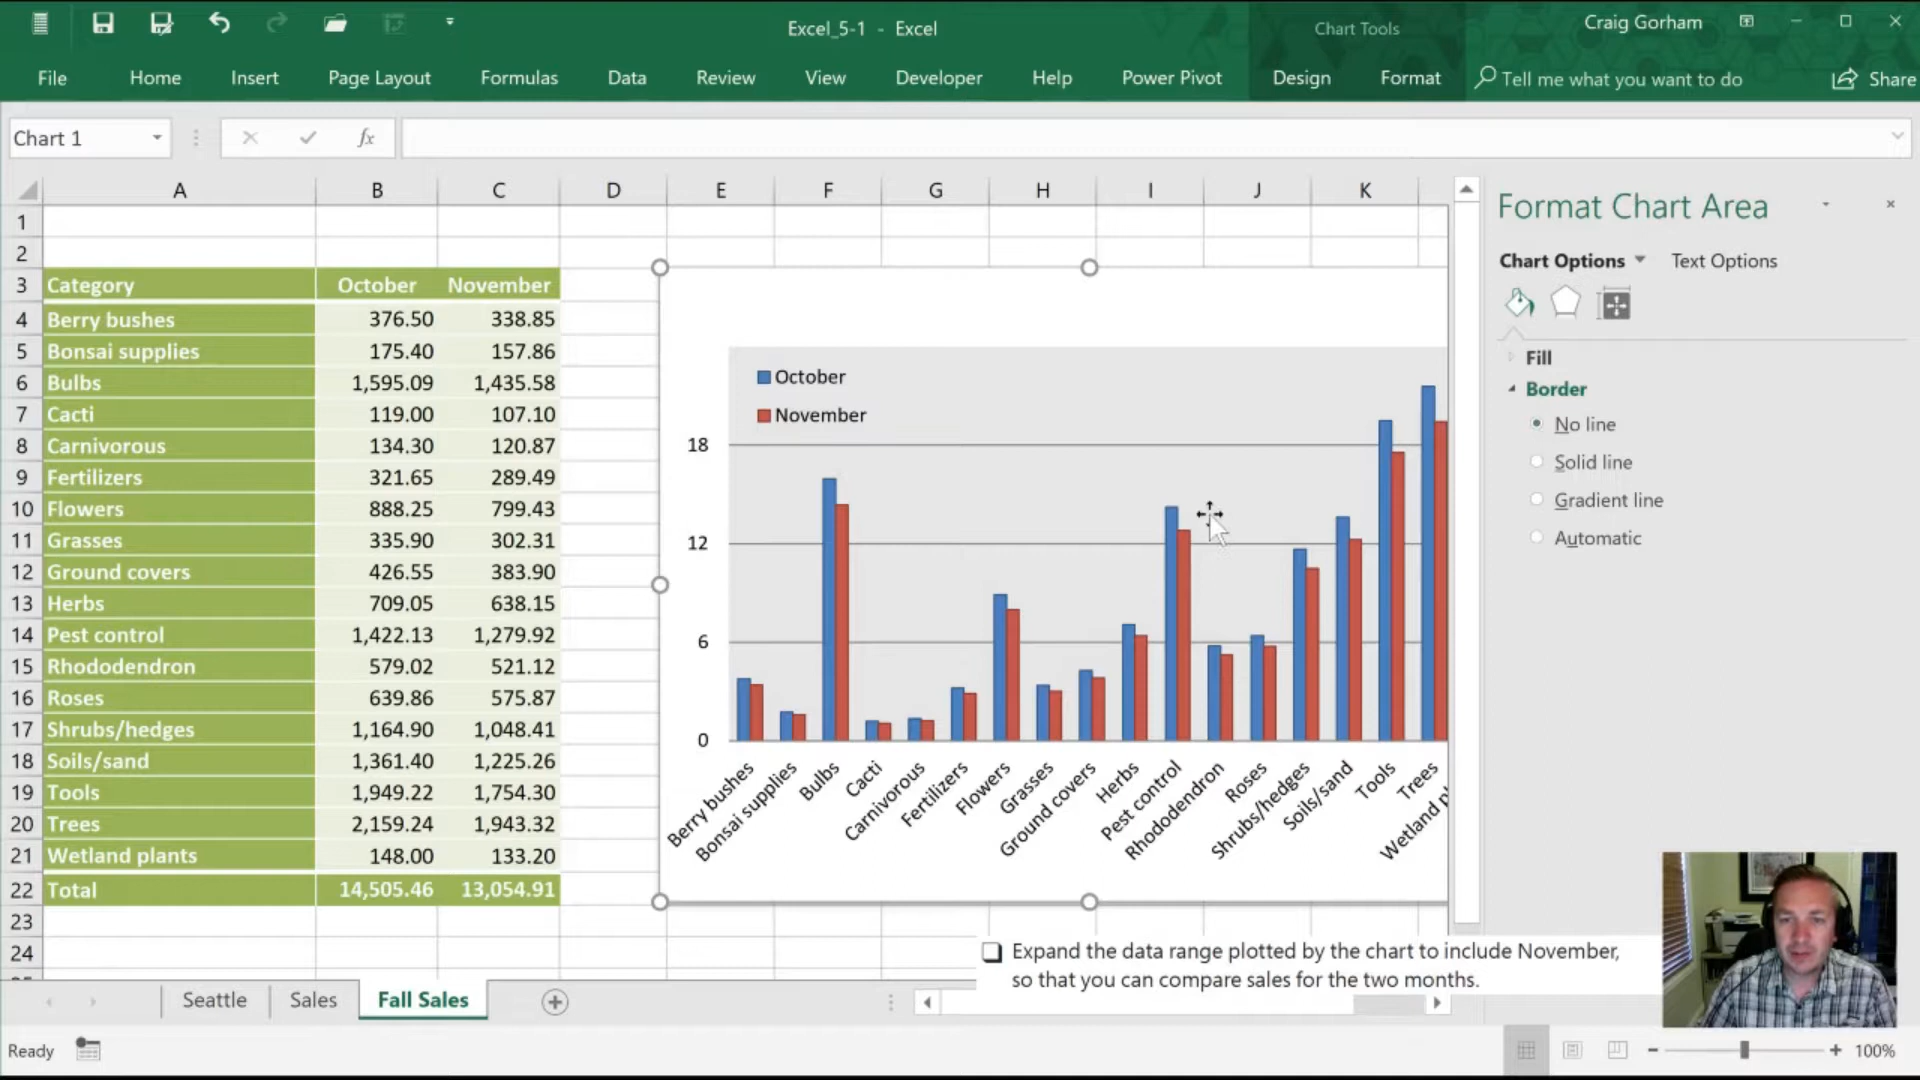 Excel_5-1 - Excel
Chart Tools
Craig Gorham
File Home Insert Page Layout Formulas Data Review View Developer Help Power Pivot Design Format Tell me what you want to do Share
Chart 1
fx
A B C D E F G H I J K
1
2
3 Category October November
4 Berry bushes 376.50 338.85
5 Bonsai supplies 175.40 157.86
6 Bulbs 1,595.09 1,435.58
7 Cacti 119.00 107.10
8 Carnivorous 134.30 120.87
9 Fertilizers 321.65 289.49
10 Flowers 888.25 799.43
11 Grasses 335.90 302.31
12 Ground covers 426.55 383.90
13 Herbs 709.05 638.15
14 Pest control 1,422.13 1,279.92
15 Rhododendron 579.02 521.12
16 Roses 639.86 575.87
17 Shrubs/hedges 1,164.90 1,048.41
18 Soils/sand 1,361.40 1,225.26
19 Tools 1,949.22 1,754.30
20 Trees 2,159.24 1,943.32
21 Wetland plants 148.00 133.20
22 Total 14,505.46 13,054.91
23
24
October
November
18
12
6
0
Berry bushes
Bonsai supplies
Bulbs
Cacti
Carnivorous
Fertilizers
Flowers
Grasses
Ground covers
Herbs
Pest control
Rhododendron
Roses
Shrubs/hedges
Soils/sand
Tools
Trees
Wetland pl
Format Chart Area
Chart Options Text Options
Fill
Border
No line
Solid line
Gradient line
Automatic
Expand the data range plotted by the chart to include November,
so that you can compare sales for the two months.
Seattle Sales Fall Sales
Ready
100%